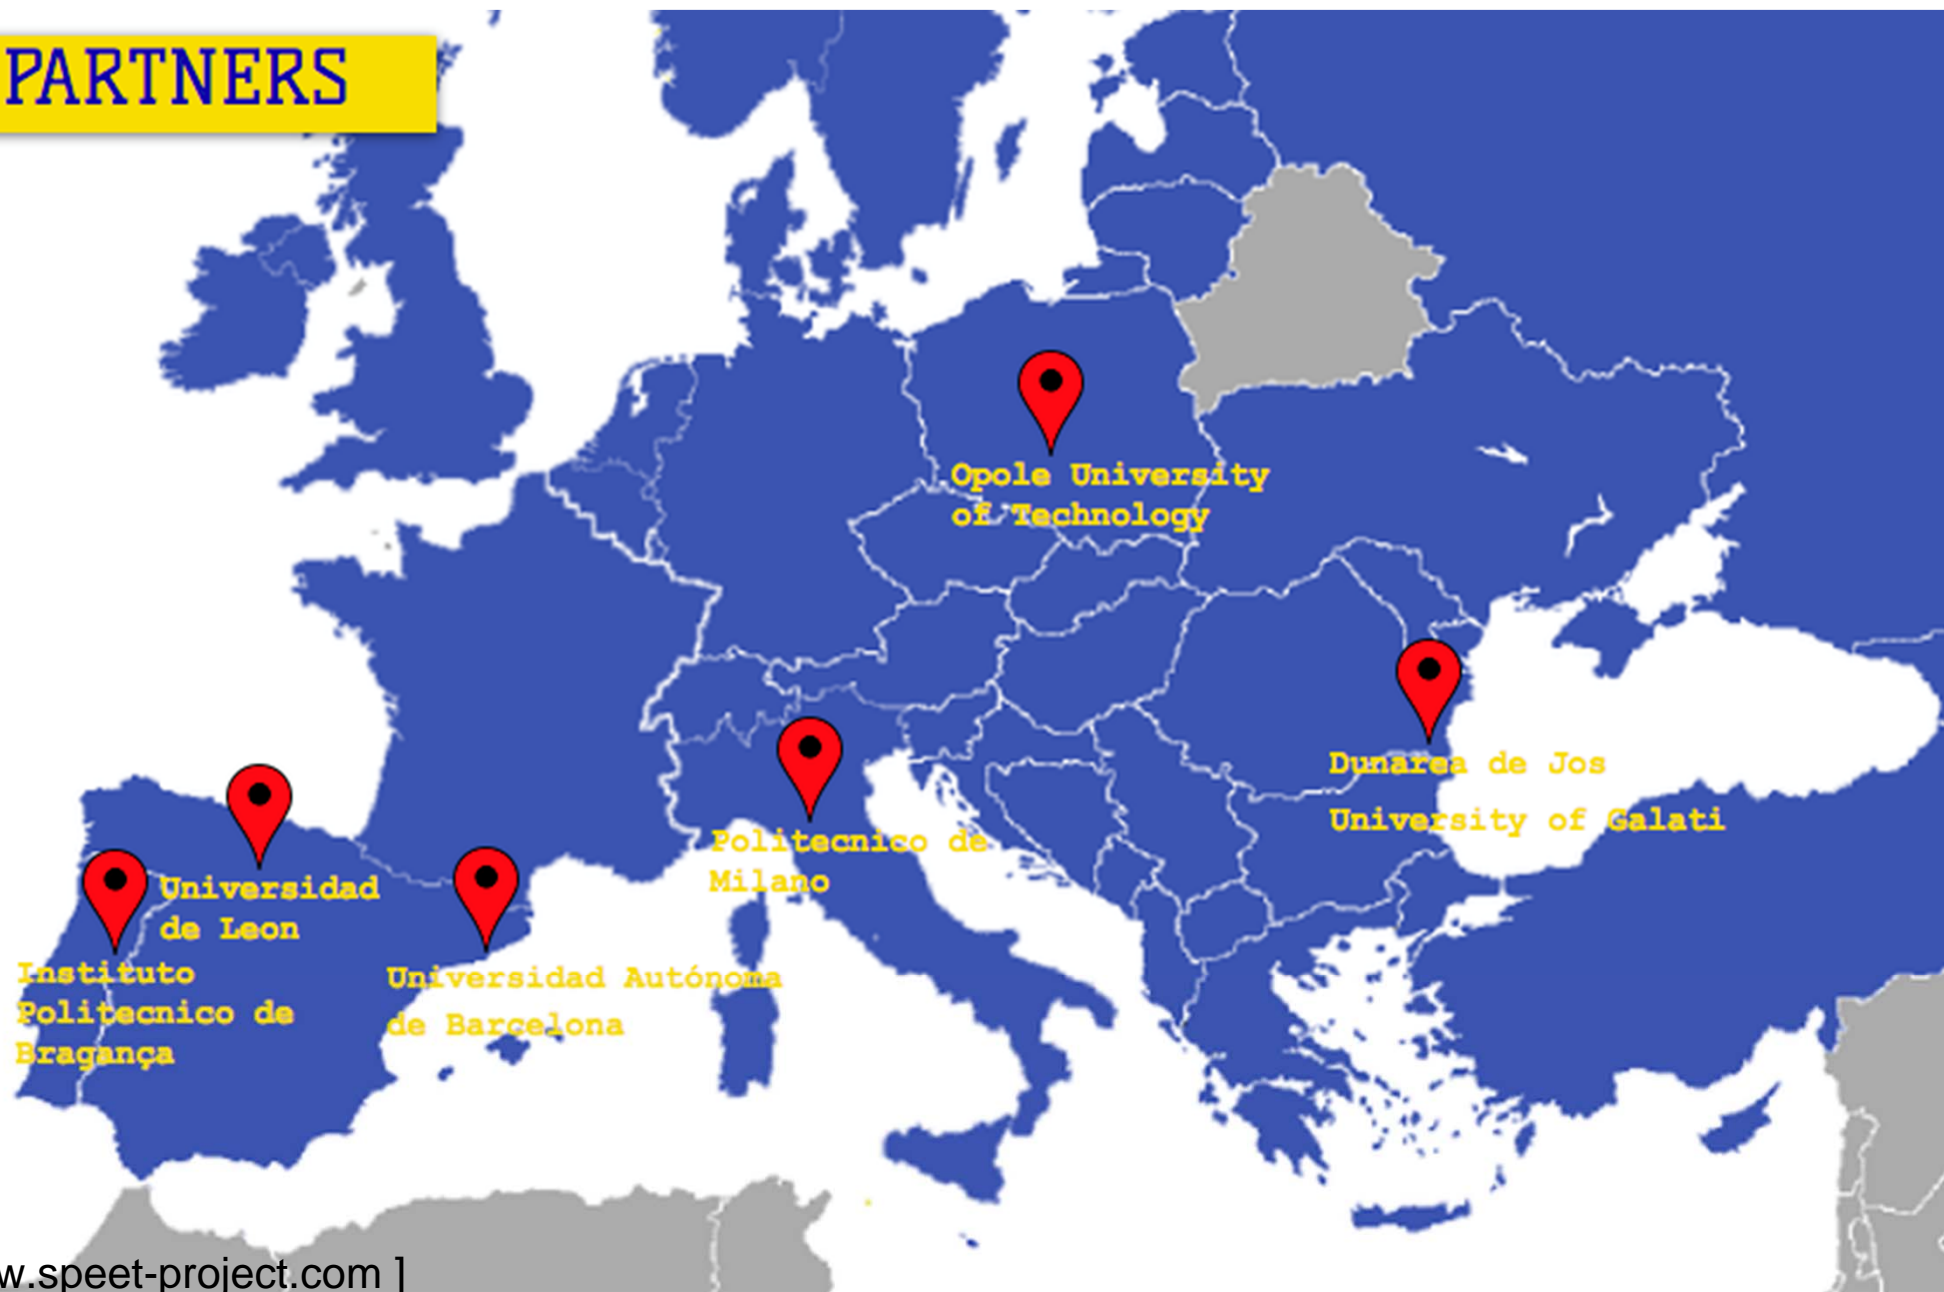 PARTNERS
Opole University
of Technology
Dunarea de Jos
University of Galati
Politecnico de
Milano
Universidad
de Leon
Instituto
Politecnico de
Bragança
Universidad Autónoma
de Barcelona
w.speet-project.com ]